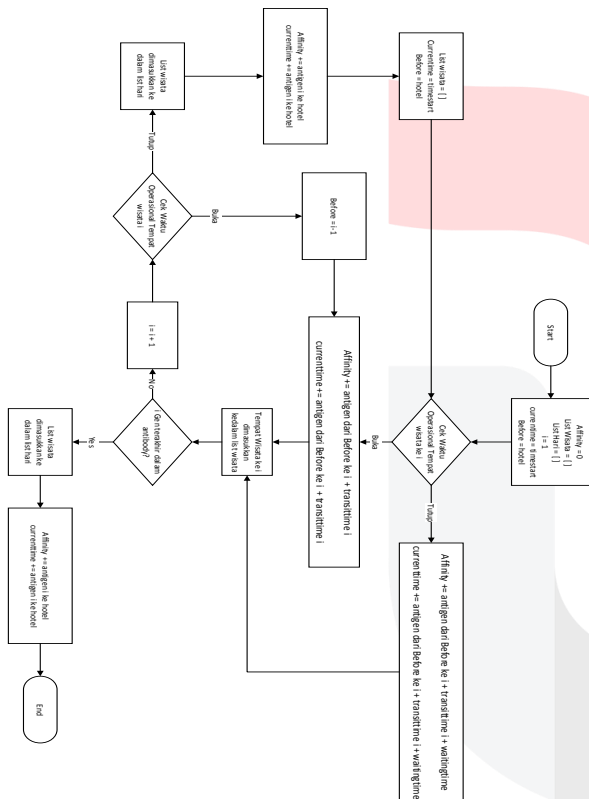 Start
Affinity = 0
List Wisata = [ ]
List Hari = [ ]
i = 1
currentime = timestart
Before = hotel
Cek Waktu
Operasional Tempat
wisata ke i
Tutup
Affinity += antigen dari Before ke i + transittime i + waitingtime
currenttime += antigen dari Before ke i + transittime i + waitingtime
Buka
Affinity += antigen dari Before ke i + transittime i
currenttime += antigen dari Before ke i + transittime i
Tempat Wisata ke i
dimasukan
kedalam list wisata
i Gen terakhir dalam
antibody?
Yes
List wisata
dimasukkan ke
dalam list hari
Affinity += antigen i ke hotel
currenttime += antigen i ke hotel
End
No
i = i + 1
Cek Waktu
Operasional Tempat
wisata i
Buka
Before = i-1
Tutup
List wisata
dimasukkan ke
dalam list hari
Affinity += antigen i ke hotel
currenttime += antigen i ke hotel
List wisata = [ ]
Currentime = timestart
Before = hotel